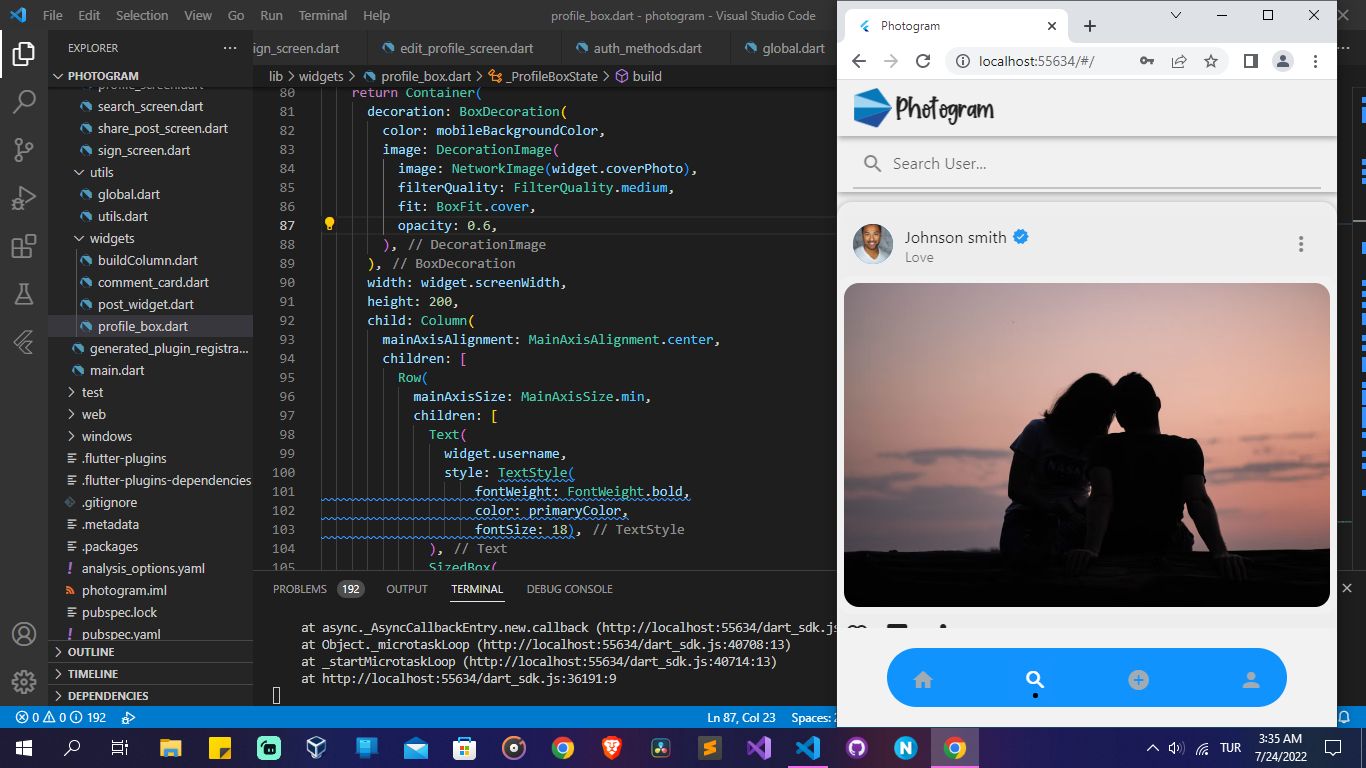 File Edit Selection View Go Run Terminal Help
profile_box.dart - photogram - Visual Studio Code
EXPLORER
PHOTOGRAM
profile_screen.dart
search_screen.dart
share_post_screen.dart
sign_screen.dart
utils
global.dart
utils.dart
widgets
buildColumn.dart
comment_card.dart
post_widget.dart
profile_box.dart
generated_plugin_registra...
main.dart
test
web
windows
.flutter-plugins
.flutter-plugins-dependencies
.gitignore
.metadata
.packages
analysis_options.yaml
photogram.iml
pubspec.lock
pubspec.yaml
OUTLINE
TIMELINE
DEPENDENCIES
ign_screen.dart edit_profile_screen.dart auth_methods.dart global.dart
lib > widgets > profile_box.dart > _ProfileBoxState > build
80 return Container(
81 decoration: BoxDecoration(
82 color: mobileBackgroundColor,
83 image: DecorationImage(
84 image: NetworkImage(widget.coverPhoto),
85 filterQuality: FilterQuality.medium,
86 fit: BoxFit.cover,
87 opacity: 0.6,
88 ), // DecorationImage
89 ), // BoxDecoration
90 width: widget.screenWidth,
91 height: 200,
92 child: Column(
93 mainAxisAlignment: MainAxisAlignment.center,
94 children: [
95 Row(
96 mainAxisSize: MainAxisSize.min,
97 children: [
98 Text(
99 widget.username,
100 style: TextStyle(
101 fontWeight: FontWeight.bold,
102 color: primaryColor,
103 fontSize: 18), // TextStyle
104 ), // Text
105 SizedBox(
PROBLEMS 192 OUTPUT TERMINAL DEBUG CONSOLE
at async._AsyncCallbackEntry.new.callback (http://localhost:55634/dart_sdk.js
at Object._microtaskLoop (http://localhost:55634/dart_sdk.js:40708:13)
at _startMicrotaskLoop (http://localhost:55634/dart_sdk.js:40714:13)
at http://localhost:55634/dart_sdk.js:36191:9
0 0 192
Ln 87, Col 23 Spaces: 2
Photogram
localhost:55634/#/
Photogram
Search User...
Johnson smith
Love
NASA
TUR
3:35 AM
7/24/2022